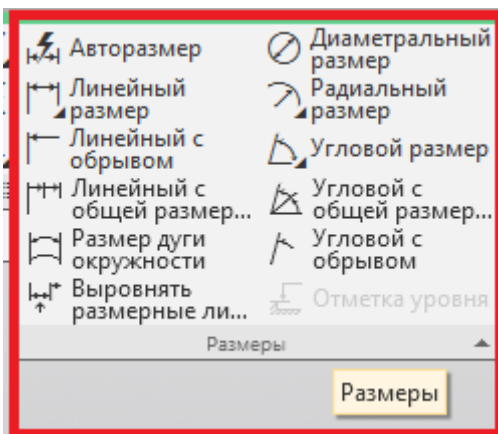 Авторазмер
Диаметральный
размер
Линейный
размер
Радиальный
размер
Линейный с
обрывом
Угловой размер
Линейный с
общей размер...
Угловой с
общей размер...
Размер дуги
окружности
Угловой с
обрывом
Выровнять
размерные ли...
Отметка уровня
Размеры
Размеры